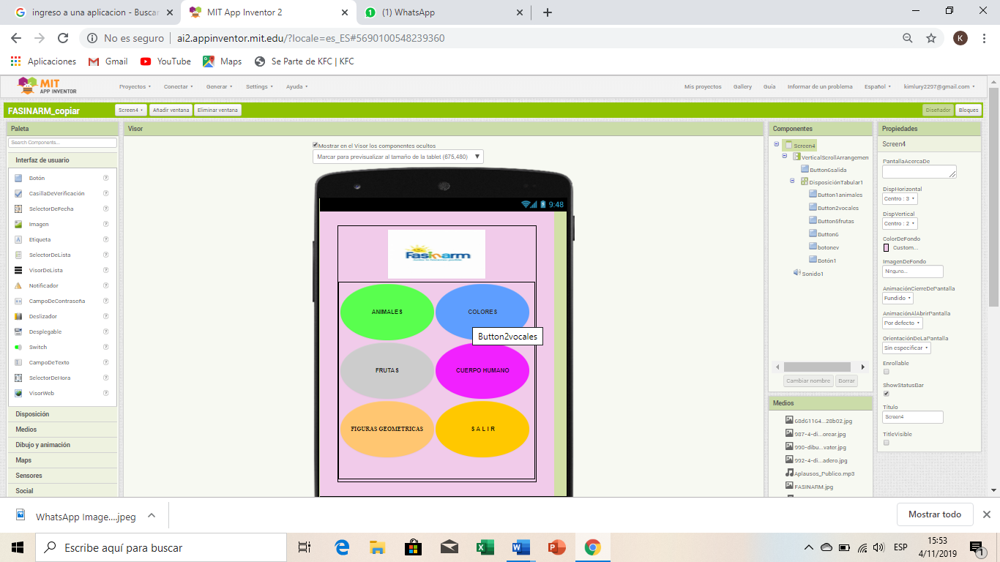 ingreso a una aplicacion - Buscar
MIT App Inventor 2
(1) WhatsApp
No es seguro
ai2.appinventor.mit.edu/?locale=es_ES#5690100548239360
K
Aplicaciones
Gmail
YouTube
Maps
Se Parte de KFC | KFC
MIT
APP INVENTOR
Proyectos
Conectar
Generar
Settings
Ayuda
Mis proyectos
Gallery
Guía
Informar de un problema
Español
kimlury2297@gmail.com
FASINARM_copiar
Screen4
Añadir ventana
Eliminar ventana
Diseñador
Bloques
Paleta
Search Components...
Interfaz de usuario
Botón
CasillaDeVerificación
SelectorDeFecha
Imagen
Etiqueta
SelectorDeLista
VisorDeLista
Notificador
CampoDeContraseña
Deslizador
Desplegable
Switch
CampoDeTexto
SelectorDeHora
VisorWeb
Disposición
Medios
Dibujo y animación
Maps
Sensores
Social
Visor
Mostrar en el Visor los componentes ocultos
Marcar para previsualizar al tamaño de la tablet (675,480)
9:48
Fasinarm
ANIMALES
COLORES
Button2vocales
FRUTAS
CUERPO HUMANO
FIGURAS GEOMETRICAS
S A L I R
Componentes
Screen4
VerticalScrollArrangemen
Button6salida
DisposiciónTabular1
Button1animales
Button2vocales
Button5frutas
Button6
botonev
Botón1
Sonido1
Cambiar nombre
Borrar
Medios
68d61164...28b02.jpg
987-4-di...orear.jpg
990-dibu...vater.jpg
992-4-di...adero.jpg
Aplausos_Publico.mp3
FASINARM.jpg
Propiedades
Screen4
PantallaAcercaDe
DispHorizontal
Centro : 3
DispVertical
Centro : 2
ColorDeFondo
Custom...
ImagenDeFondo
Ninguno...
AnimaciónCierreDePantalla
Fundido
AnimaciónAlAbrirPantalla
Por defecto
OrientaciónDeLaPantalla
Sin especificar
Enrollable
ShowStatusBar
Título
Screen4
TitleVisible
WhatsApp Image....jpeg
Mostrar todo
Escribe aquí para buscar
ESP
15:53
4/11/2019
1